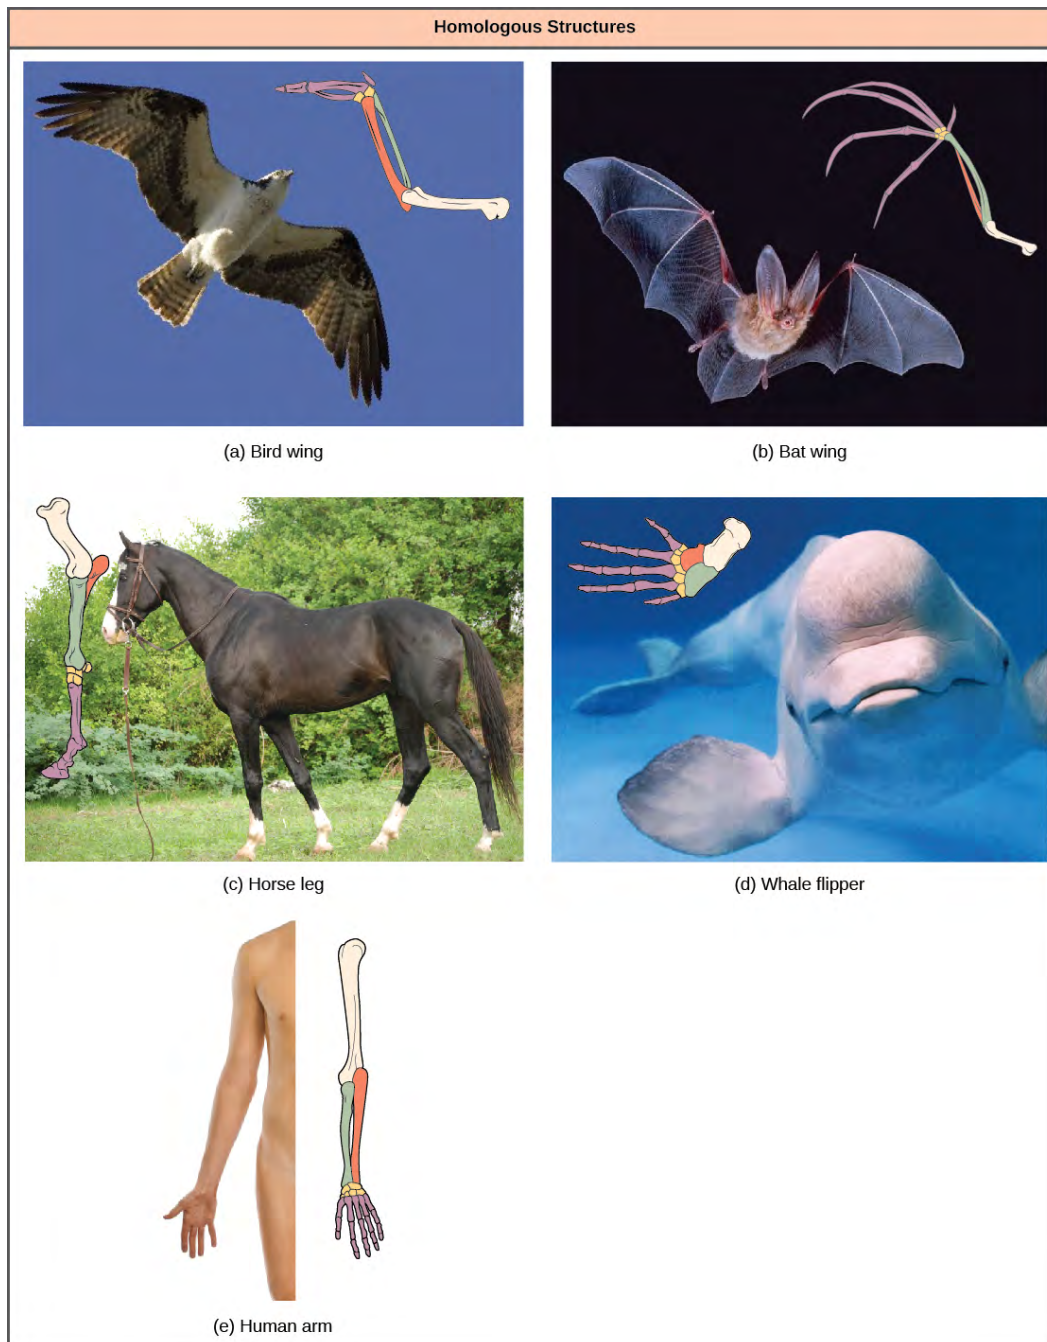 Homologous Structures
(a) Bird wing
(b) Bat wing
(c) Horse leg
(d) Whale flipper
(e) Human arm